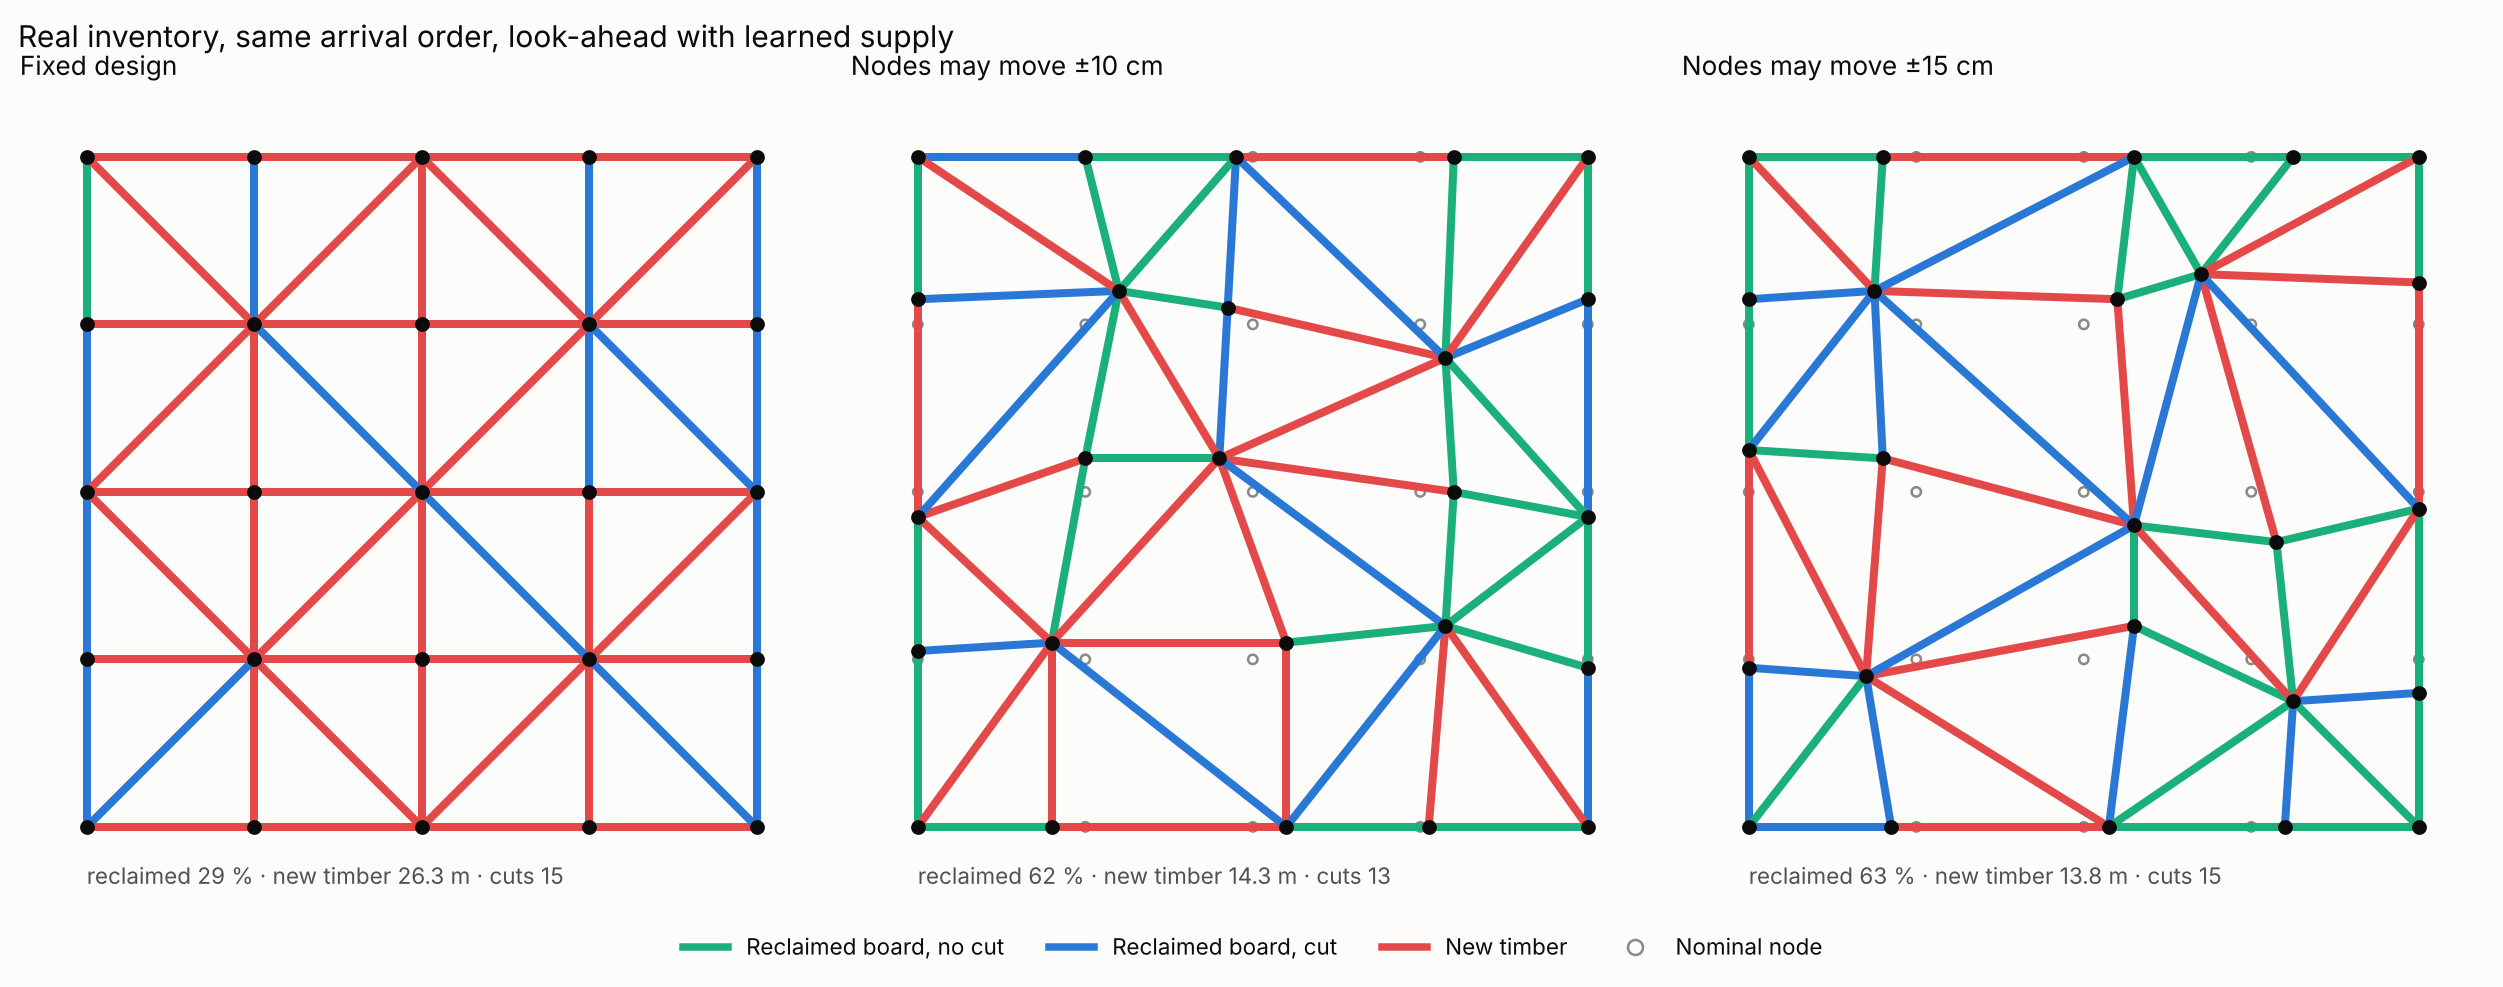 Real inventory, same arrival order, look-ahead with learned supply
Fixed design
Nodes may move ±10 cm
Nodes may move ±15 cm
reclaimed 29 % · new timber 26.3 m · cuts 15
reclaimed 62 % · new timber 14.3 m · cuts 13
reclaimed 63 % · new timber 13.8 m · cuts 15
Reclaimed board, no cut
Reclaimed board, cut
New timber
Nominal node